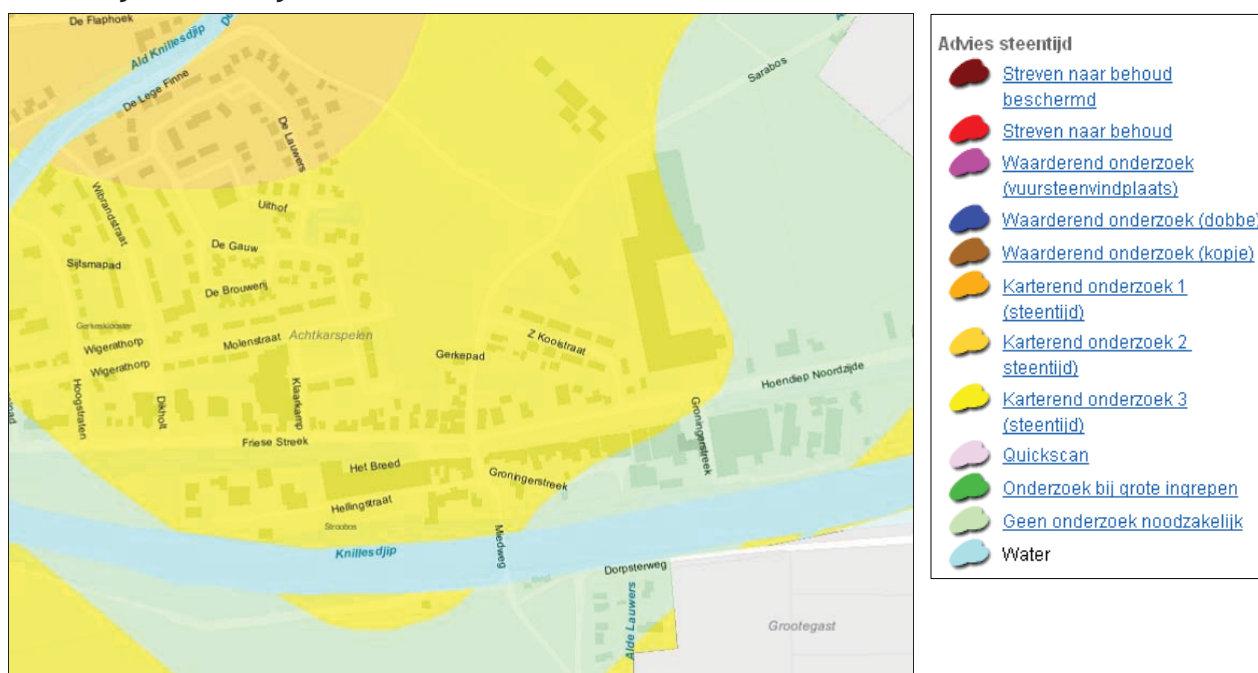 De Flaphoek
Ald Knillesdjip
De Lege Finne
De Lauwers
Sarabos
Wibrandstraat
Uithof
De Gauw
Sijtsmapad
De Brouwerij
Gerkesklooster
Wigerathorp
Molenstraat
Achtkarspelen
Z Koolstraat
Gerkepad
Wigerathorp
Hoendiep Noordzijde
Hoogstraten
Dikholt
Klaarkamp
Groningerstreek
Friese Streek
Het Breed
Groningerstreek
Hellingstraat
Stroobos
Knillesdjip
Miedweg
Dorpsterweg
Alde Lauwers
Grootegast
Advies steentijd
Streven naar behoud
beschermd
Streven naar behoud
Waarderend onderzoek
(vuursteenvindplaats)
Waarderend onderzoek (dobbe)
Waarderend onderzoek (kopje)
Karterend onderzoek 1
(steentijd)
Karterend onderzoek 2
steentijd)
Karterend onderzoek 3
(steentijd)
Quickscan
Onderzoek bij grote ingrepen
Geen onderzoek noodzakelijk
Water